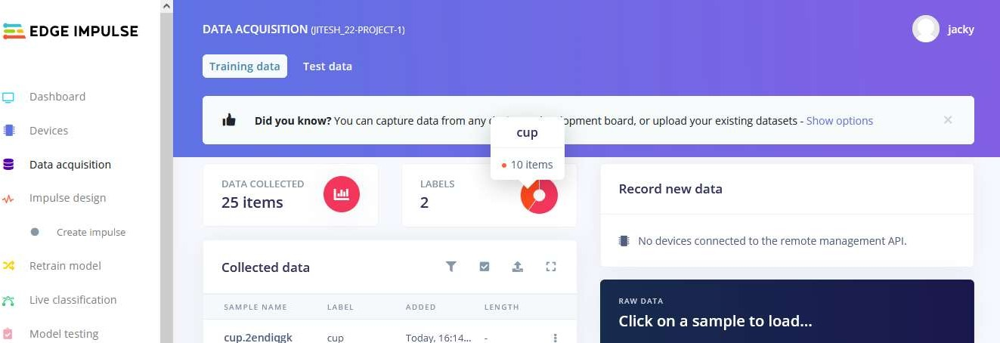 EDGE IMPULSE
Dashboard
Devices
Data acquisition
Impulse design
Create impulse
Retrain model
Live classification
Model testing
DATA ACQUISITION (JITESH_22-PROJECT-1)
jacky
Training data
Test data
Did you know? You can capture data from any or upload your existing datasets - Show options
cup
10 items
DATA COLLECTED
25 items
LABELS
2
Record new data
No devices connected to the remote management API.
Collected data
SAMPLE NAME LABEL ADDED LENGTH
cup.2endiqgk cup Today, 16:14... -
RAW DATA
Click on a sample to load...